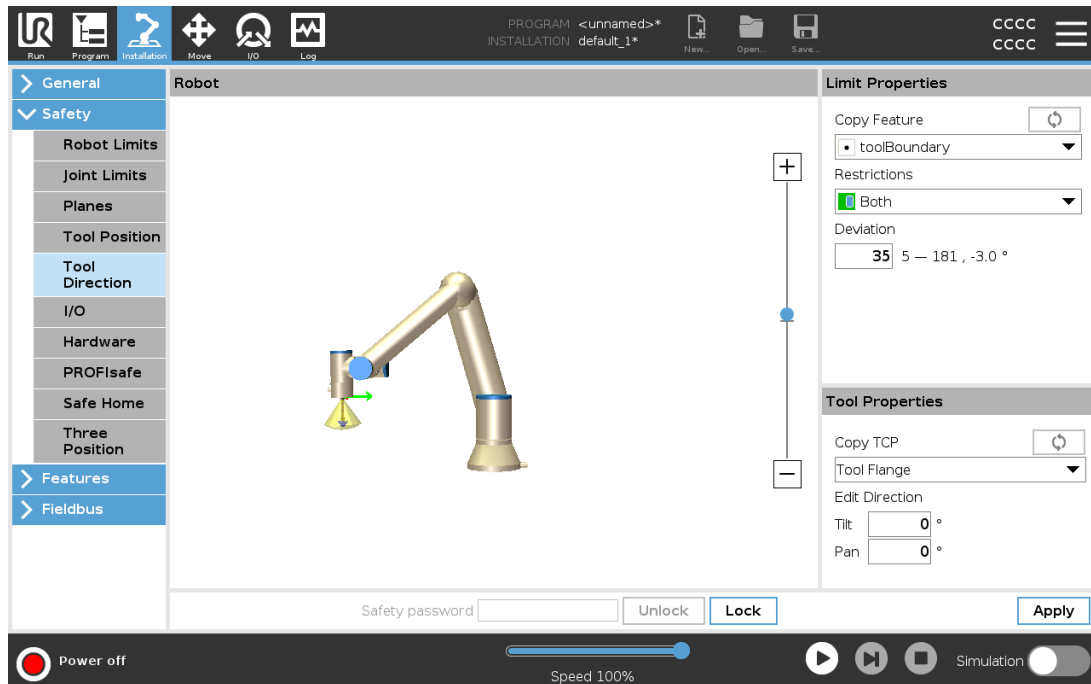 PROGRAM <unnamed>*
INSTALLATION default_1*
CCCC
CCCC
Run Program Installation Move I/O Log New... Open... Save...
General
Safety
Robot Limits
Joint Limits
Planes
Tool Position
Tool
Direction
I/O
Hardware
PROFIsafe
Safe Home
Three
Position
Features
Fieldbus
Robot
Limit Properties
Copy Feature
toolBoundary
Restrictions
Both
Deviation
35 5 — 181 , -3.0 °
Tool Properties
Copy TCP
Tool Flange
Edit Direction
Tilt 0 °
Pan 0 °
Safety password Unlock Lock Apply
Power off
Speed 100%
Simulation